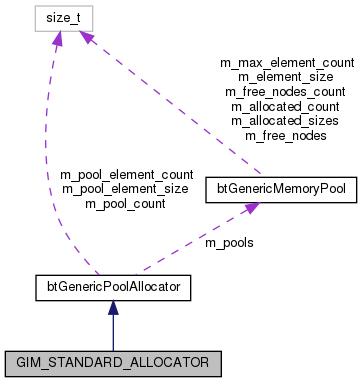 size_t
m_max_element_count
m_element_size
m_free_nodes_count
m_allocated_count
m_allocated_sizes
m_free_nodes
m_pool_element_count
m_pool_element_size
m_pool_count
btGenericMemoryPool
m_pools
btGenericPoolAllocator
GIM_STANDARD_ALLOCATOR